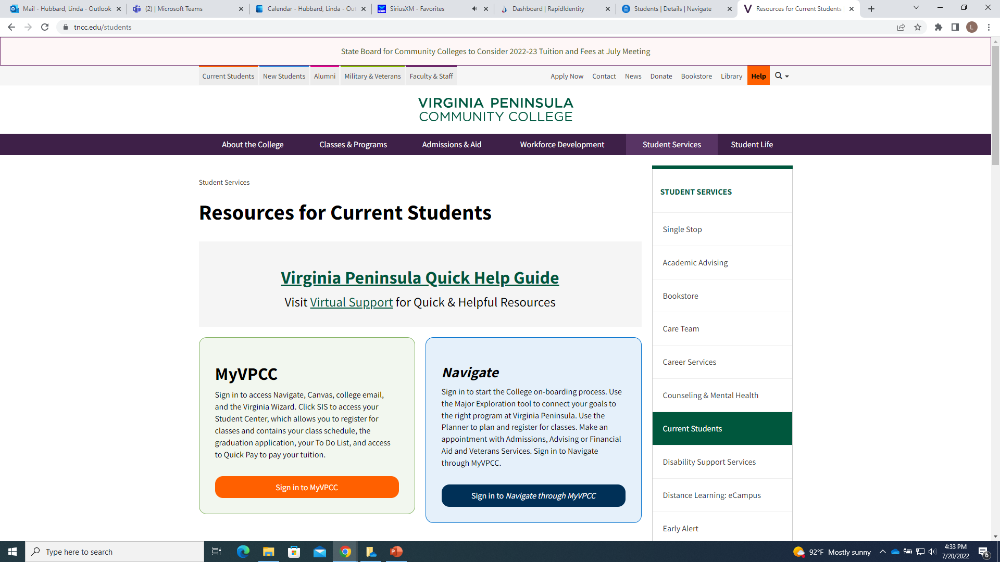 Mail - Hubbard, Linda - Outlook
(2) | Microsoft Teams
Calendar - Hubbard, Linda - Out
SiriusXM - Favorites
Dashboard | RapidIdentity
Students | Details | Navigate
Resources for Current Students |
tncc.edu/students
L
State Board for Community Colleges to Consider 2022-23 Tuition and Fees at July Meeting
Current Students
New Students
Alumni
Military & Veterans
Faculty & Staff
Apply Now
Contact
News
Donate
Bookstore
Library
Help
VIRGINIA PENINSULA
COMMUNITY COLLEGE
About the College
Classes & Programs
Admissions & Aid
Workforce Development
Student Services
Student Life
Student Services
Resources for Current Students
Virginia Peninsula Quick Help Guide
Visit Virtual Support for Quick & Helpful Resources
MyVPCC
Sign in to access Navigate, Canvas, college email,
and the Virginia Wizard. Click SIS to access your
Student Center, which allows you to register for
classes and contains your class schedule, the
graduation application, your To Do List, and access
to Quick Pay to pay your tuition.
Sign in to MyVPCC
Navigate
Sign in to start the College on-boarding process. Use
the Major Exploration tool to connect your goals to
the right program at Virginia Peninsula. Use the
Planner to plan and register for classes. Make an
appointment with Admissions, Advising or Financial
Aid and Veterans Services. Sign in to Navigate
through MyVPCC.
Sign in to Navigate through MyVPCC
STUDENT SERVICES
Single Stop
Academic Advising
Bookstore
Care Team
Career Services
Counseling & Mental Health
Current Students
Disability Support Services
Distance Learning: eCampus
Early Alert
Type here to search
92°F Mostly sunny
4:33 PM
7/20/2022
6